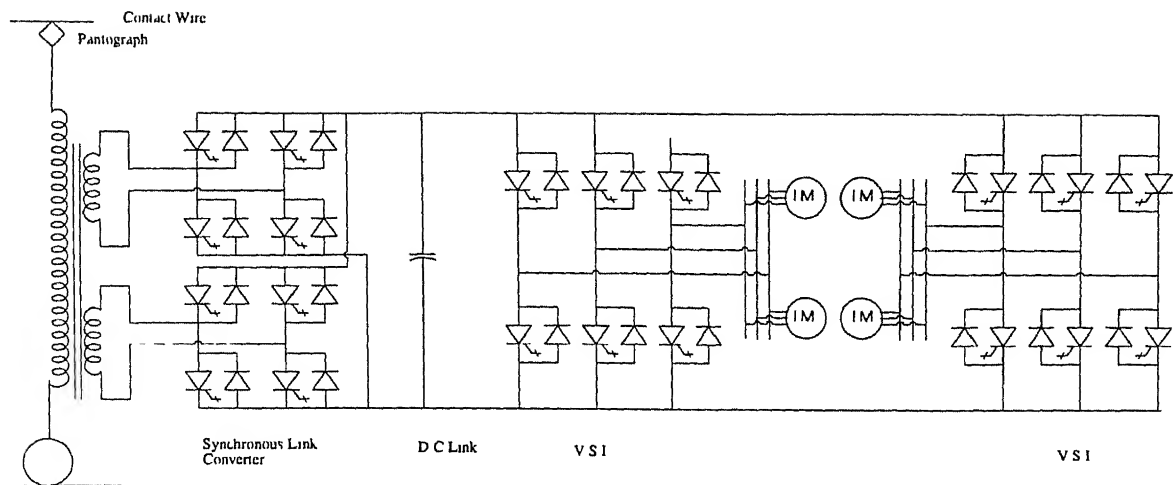 Contact Wire
Pantograph
IM
IM
IM
IM
Synchronous Link
Converter
D C Link
V S I
V S I